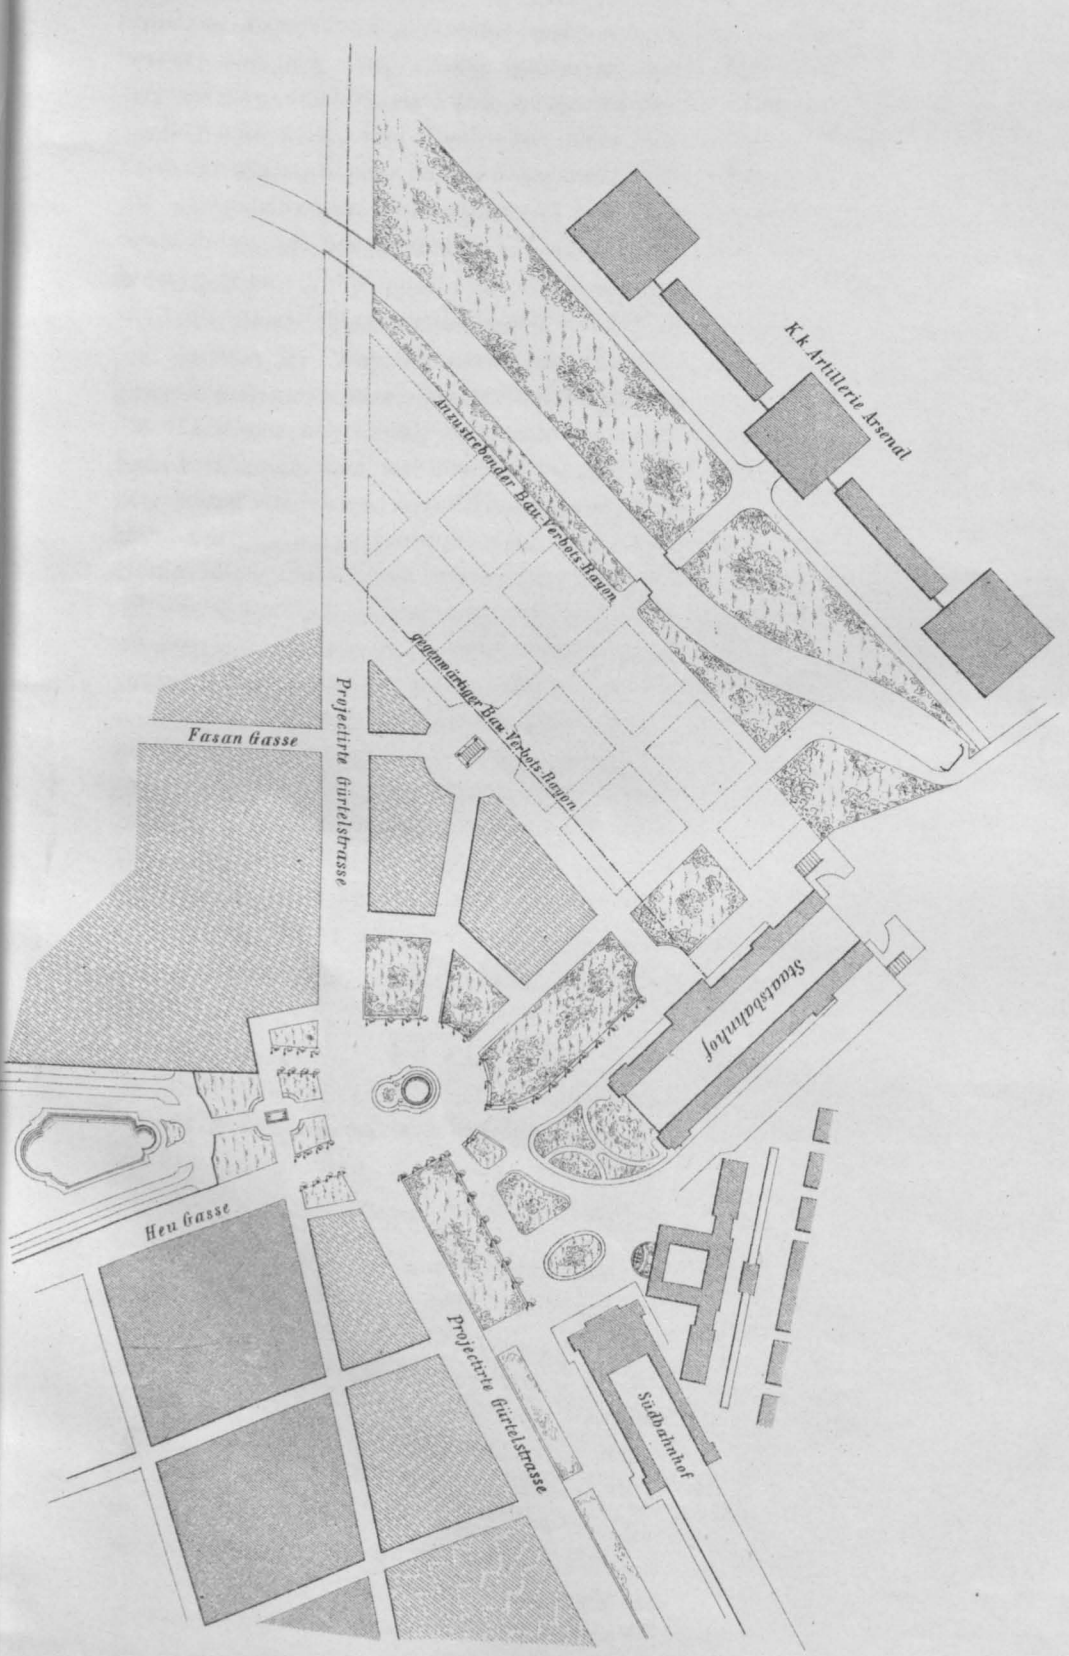 K.k Artillerie Arsenal
Anzustrebender Bau-Verbots-Rayon
gegenwärtiger Bau Verbots-Rayon
Projectirte Gürtelstrasse
Fasan Gasse
Staatsbahnhof
Heu Gasse
Projectirte Gürtelstrasse
Südbahnhof